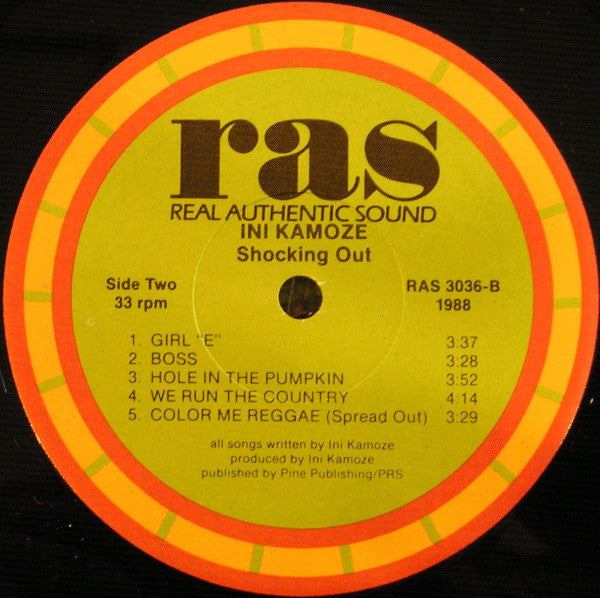 ras
REAL AUTHENTIC SOUND
INI KAMOZE
Shocking Out
Side Two
33 rpm
RAS 3036-B
1988
1. GIRL "E" 3:37
2. BOSS 3:28
3. HOLE IN THE PUMPKIN 3:52
4. WE RUN THE COUNTRY 4:14
5. COLOR ME REGGAE (Spread Out) 3:29
all songs written by Ini Kamoze
produced by Ini Kamoze
published by Pine Publishing/PRS